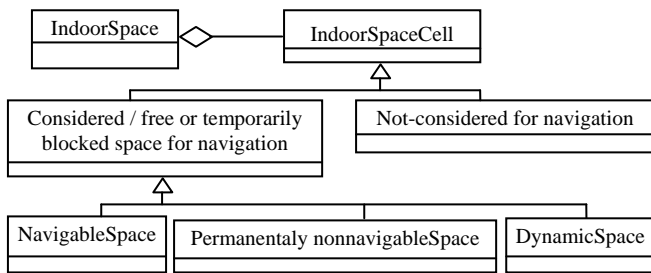 IndoorSpace
IndoorSpaceCell
Considered / free or temporarily
blocked space for navigation
Not-considered for navigation
NavigableSpace
Permanentaly nonnavigableSpace
DynamicSpace